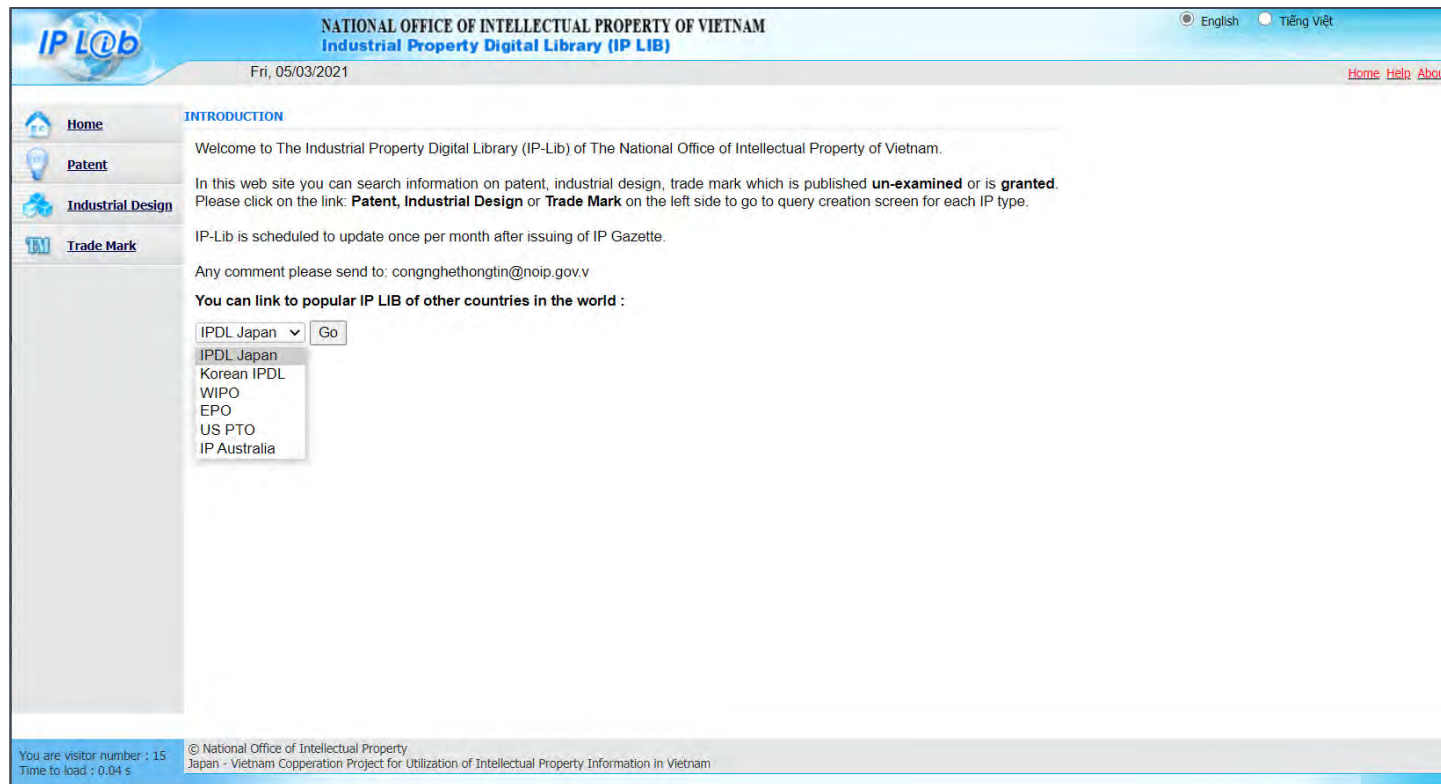 IP L@b
NATIONAL OFFICE OF INTELLECTUAL PROPERTY OF VIETNAM
Industrial Property Digital Library (IP LIB)
English Tiếng Việt
Fri, 05/03/2021
Home Help Abou
Home
Patent
Industrial Design
TM Trade Mark
INTRODUCTION
Welcome to The Industrial Property Digital Library (IP-Lib) of The National Office of Intellectual Property of Vietnam.
In this web site you can search information on patent, industrial design, trade mark which is published un-examined or is granted.
Please click on the link: Patent, Industrial Design or Trade Mark on the left side to go to query creation screen for each IP type.
IP-Lib is scheduled to update once per month after issuing of IP Gazette.
Any comment please send to: congnghethongtin@noip.gov.v
You can link to popular IP LIB of other countries in the world :
IPDL Japan Go
IPDL Japan
Korean IPDL
WIPO
EPO
US PTO
IP Australia
You are visitor number : 15
Time to load : 0.04 s
© National Office of Intellectual Property
Japan - Vietnam Copperation Project for Utilization of Intellectual Property Information in Vietnam